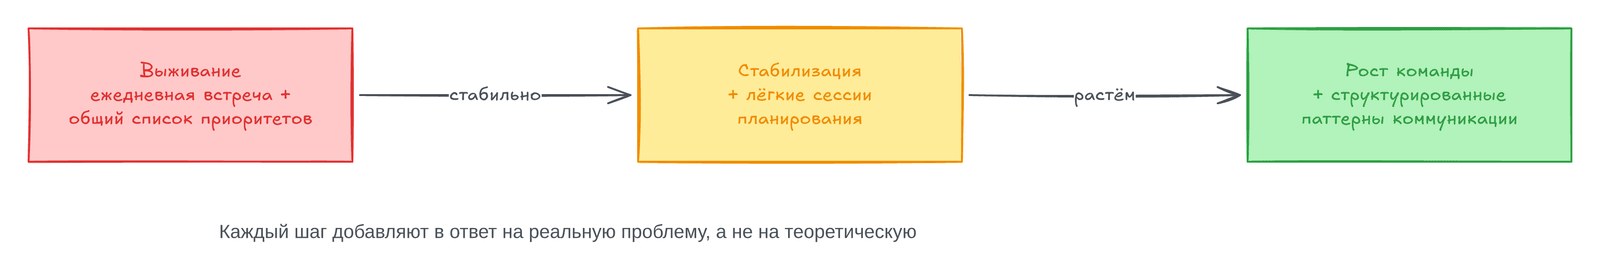 Выживание
ежедневная встреча +
общий список приоритетов
стабильно
Стабилизация
+ лёгкие сессии
планирования
растём
Рост команды
+ структурированные
паттерны коммуникации
Каждый шаг добавляют в ответ на реальную проблему, а не на теоретическую